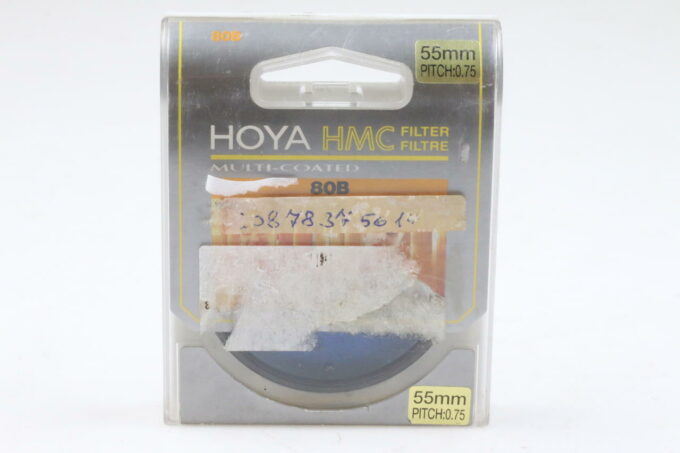 80B
55mm
PITCH:0.75
HOYA HMC FILTER
FILTRE
MULTI-COATED
80B
55mm
PITCH:0.75